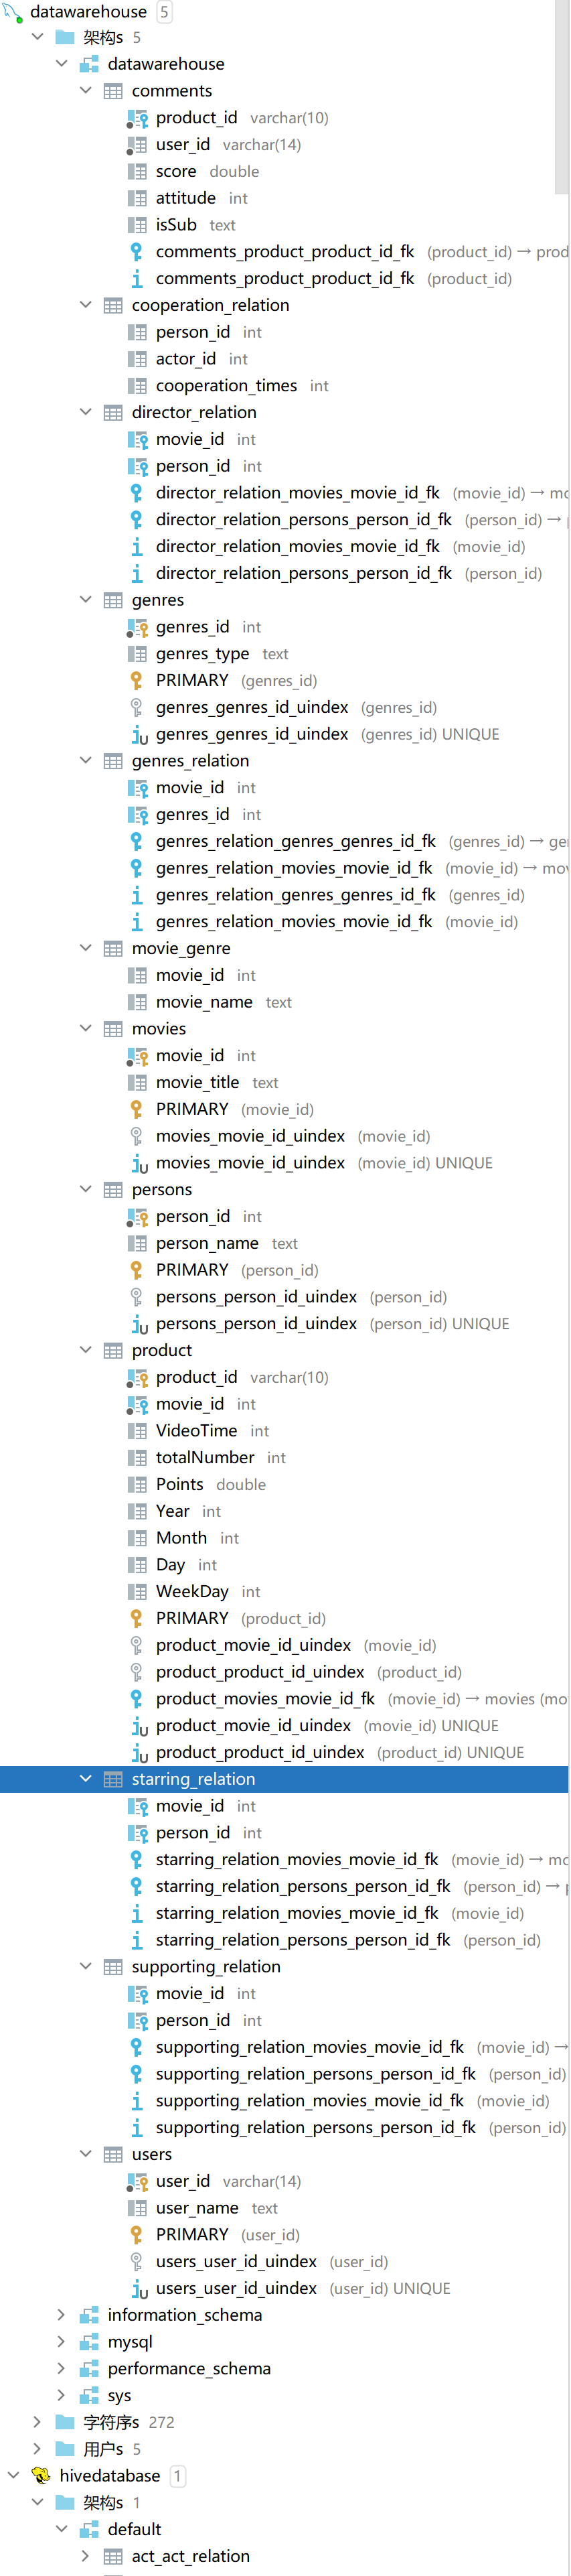 datawarehouse 5
架构s 5
datawarehouse
comments
product_id varchar(10)
user_id varchar(14)
score double
attitude int
isSub text
comments_product_product_id_fk (product_id) → prod
comments_product_product_id_fk (product_id)
cooperation_relation
person_id int
actor_id int
cooperation_times int
director_relation
movie_id int
person_id int
director_relation_movies_movie_id_fk (movie_id) → mo
director_relation_persons_person_id_fk (person_id) → p
director_relation_movies_movie_id_fk (movie_id)
director_relation_persons_person_id_fk (person_id)
genres
genres_id int
genres_type text
PRIMARY (genres_id)
genres_genres_id_uindex (genres_id)
genres_genres_id_uindex (genres_id) UNIQUE
genres_relation
movie_id int
genres_id int
genres_relation_genres_genres_id_fk (genres_id) → ge
genres_relation_movies_movie_id_fk (movie_id) → mov
genres_relation_genres_genres_id_fk (genres_id)
genres_relation_movies_movie_id_fk (movie_id)
movie_genre
movie_id int
movie_name text
movies
movie_id int
movie_title text
PRIMARY (movie_id)
movies_movie_id_uindex (movie_id)
movies_movie_id_uindex (movie_id) UNIQUE
persons
person_id int
person_name text
PRIMARY (person_id)
persons_person_id_uindex (person_id)
persons_person_id_uindex (person_id) UNIQUE
product
product_id varchar(10)
movie_id int
VideoTime int
totalNumber int
Points double
Year int
Month int
Day int
WeekDay int
PRIMARY (product_id)
product_movie_id_uindex (movie_id)
product_product_id_uindex (product_id)
product_movies_movie_id_fk (movie_id) → movies (mo
product_movie_id_uindex (movie_id) UNIQUE
product_product_id_uindex (product_id) UNIQUE
starring_relation
movie_id int
person_id int
starring_relation_movies_movie_id_fk (movie_id) → mo
starring_relation_persons_person_id_fk (person_id) → p
starring_relation_movies_movie_id_fk (movie_id)
starring_relation_persons_person_id_fk (person_id)
supporting_relation
movie_id int
person_id int
supporting_relation_movies_movie_id_fk (movie_id) →
supporting_relation_persons_person_id_fk (person_id)
supporting_relation_movies_movie_id_fk (movie_id)
supporting_relation_persons_person_id_fk (person_id)
users
user_id varchar(14)
user_name text
PRIMARY (user_id)
users_user_id_uindex (user_id)
users_user_id_uindex (user_id) UNIQUE
information_schema
mysql
performance_schema
sys
字符序s 272
用户s 5
hivedatabase 1
架构s 1
default
act_act_relation